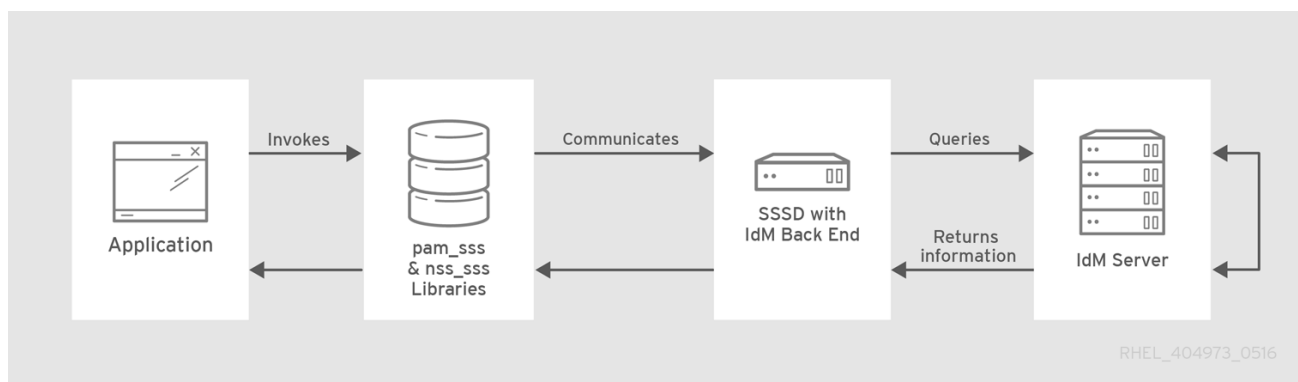 Invokes
Communicates
Queries
Application
pam_sss
& nss_sss
Libraries
SSSD with
IdM Back End
Returns
information
IdM Server
RHEL_404973_0516